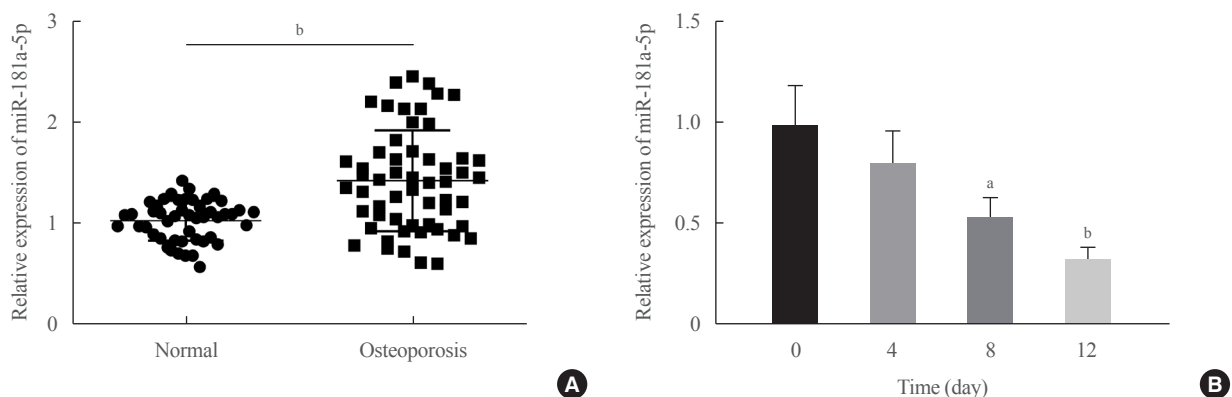 Relative expression of miR-181a-5p
3
2
1
0
b
Normal
Osteoporosis
A
Relative expression of miR-181a-5p
1.5
1.0
0.5
0
a
b
0
4
8
12
Time (day)
B